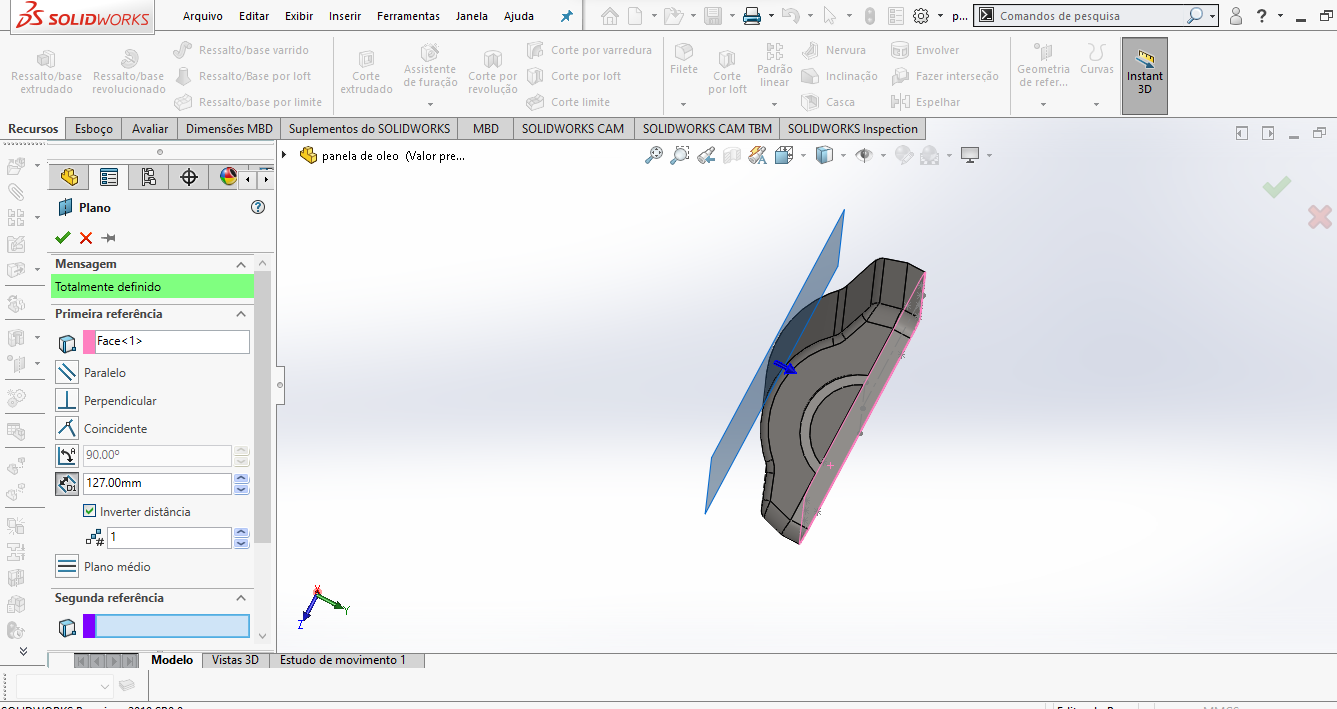 SOLIDWORKS
Arquivo Editar Exibir Inserir Ferramentas Janela Ajuda
p...
Comandos de pesquisa
?
Ressalto/base extrudado
Ressalto/base revolucionado
Ressalto/base varrido
Ressalto/Base por loft
Ressalto/base por limite
Corte extrudado
Assistente de furação
Corte por revolução
Corte por varredura
Corte por loft
Corte limite
Filete
Corte por loft
Padrão linear
Nervura
Inclinação
Casca
Envolver
Fazer interseção
Espelhar
Geometria de refer...
Curvas
Instant 3D
Recursos Esboço Avaliar Dimensões MBD Suplementos do SOLIDWORKS MBD SOLIDWORKS CAM SOLIDWORKS CAM TBM SOLIDWORKS Inspection
panela de oleo (Valor pre...
Plano
?
Mensagem
Totalmente definido
Primeira referência
Face<1>
Paralelo
Perpendicular
Coincidente
90.00º
D1
127.00mm
Inverter distância
#
1
Plano médio
Segunda referência
X
Y
Z
Modelo Vistas 3D Estudo de movimento 1